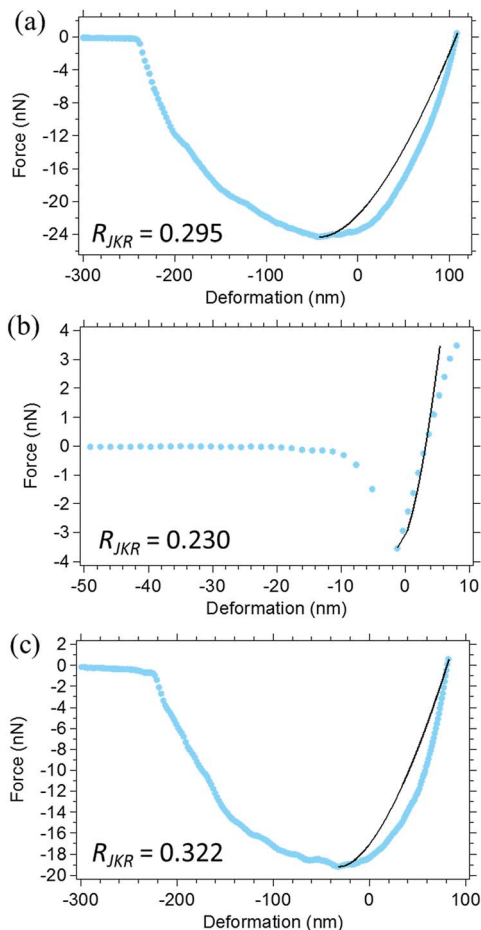 (a)
0
-4
-8
-12
-16
-20
-24
Force (nN)
R_JKR = 0.295
-300 -200 -100 0 100
Deformation (nm)
(b)
4
3
2
1
0
-1
-2
-3
-4
Force (nN)
R_JKR = 0.230
-50 -40 -30 -20 -10 0 10
Deformation (nm)
(c)
2
0
-2
-4
-6
-8
-10
-12
-14
-16
-18
-20
Force (nN)
R_JKR = 0.322
-300 -200 -100 0 100
Deformation (nm)